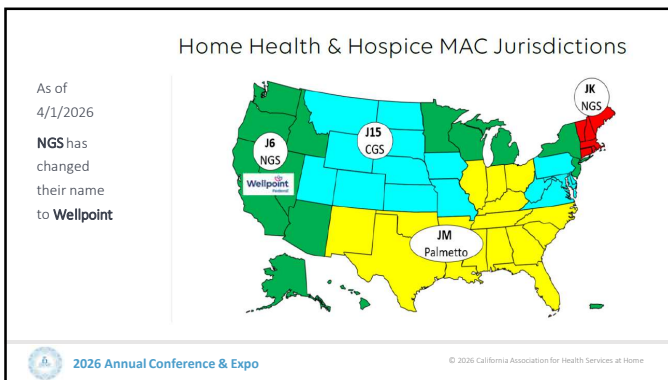 Home Health & Hospice MAC Jurisdictions
As of
4/1/2026
NGS has
changed
their name
to Wellpoint
J6
NGS
Wellpoint
Federal
J15
CGS
JK
NGS
JM
Palmetto
2026 Annual Conference & Expo
© 2026 California Association for Health Services at Home